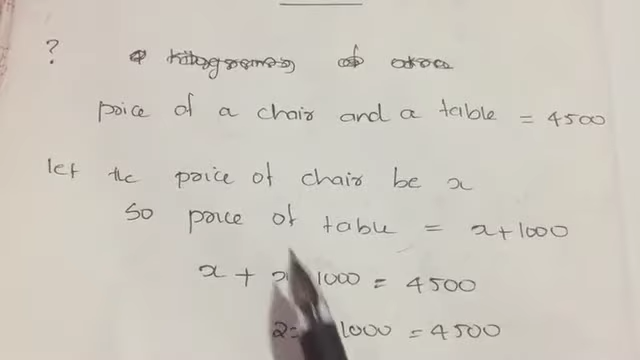 ?
price of a chair and a table = 4500
let the price of chair be x
so price of table = x+1000
x + 1000 = 4500
1000 = 4500